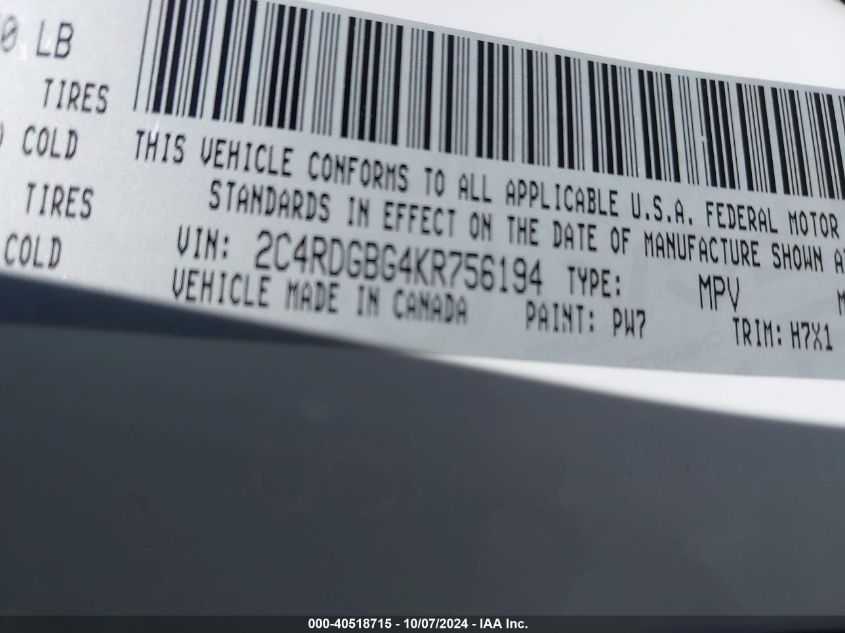 0 LB
TIRES
COLD
THIS VEHICLE CONFORMS TO ALL APPLICABLE U.S.A. FEDERAL MOTOR
TIRES
STANDARDS IN EFFECT ON THE DATE OF MANUFACTURE SHOWN
COLD
VIN: 2C4RDGBG4KR756194 TYPE: MPV
VEHICLE MADE IN CANADA PAINT: PW7 TRIM: H7X1
000-40518715 - 10/07/2024 - IAA Inc.